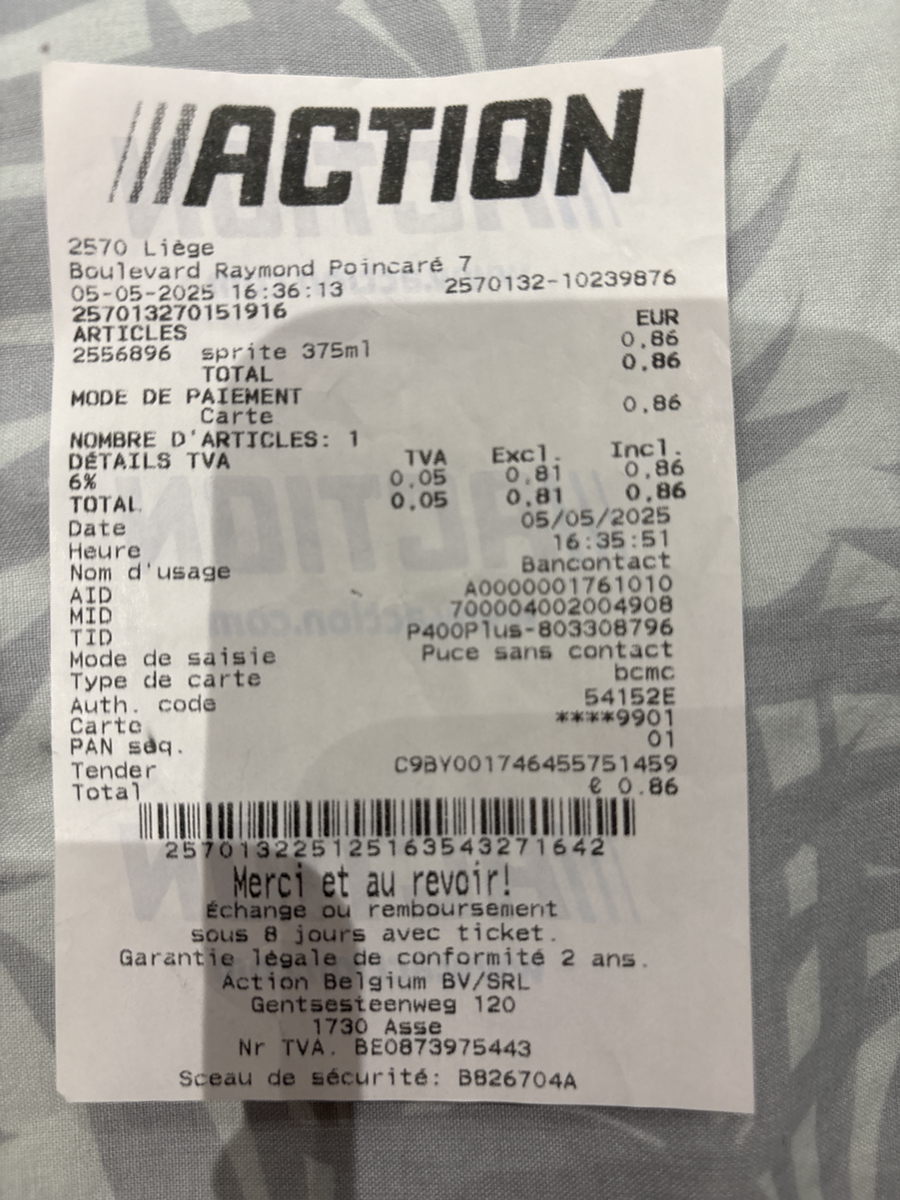 ACTION
2570 Liège
Boulevard Raymond Poincaré 7
05-05-2025 16:36:13 2570132-10239876
257013270151916 EUR
ARTICLES 0,86
2556896 sprite 375ml 0,86
TOTAL
MODE DE PAIEMENT
Carte 0,86
NOMBRE D'ARTICLES: 1
DÉTAILS TVA TVA Excl. Incl.
6% 0,05 0,81 0,86
TOTAL 0,05 0,81 0,86
Date 05/05/2025
Heure 16:35:51
Nom d'usage Bancontact
AID A0000001761010
MID 700004002004908
TID P400Plus-803308796
Mode de saisie Puce sans contact
Type de carte bcmc
Auth. code 54152E
Carte ****9901
PAN séq. 01
Tender C9BY001746455751459
Total € 0.86
2570132251251635432​71642
Merci et au revoir!
Échange ou remboursement
sous 8 jours avec ticket.
Garantie légale de conformité 2 ans.
Action Belgium BV/SRL
Gentsesteenweg 120
1730 Asse
Nr TVA. BE0873975443
Sceau de sécurité: B826704A